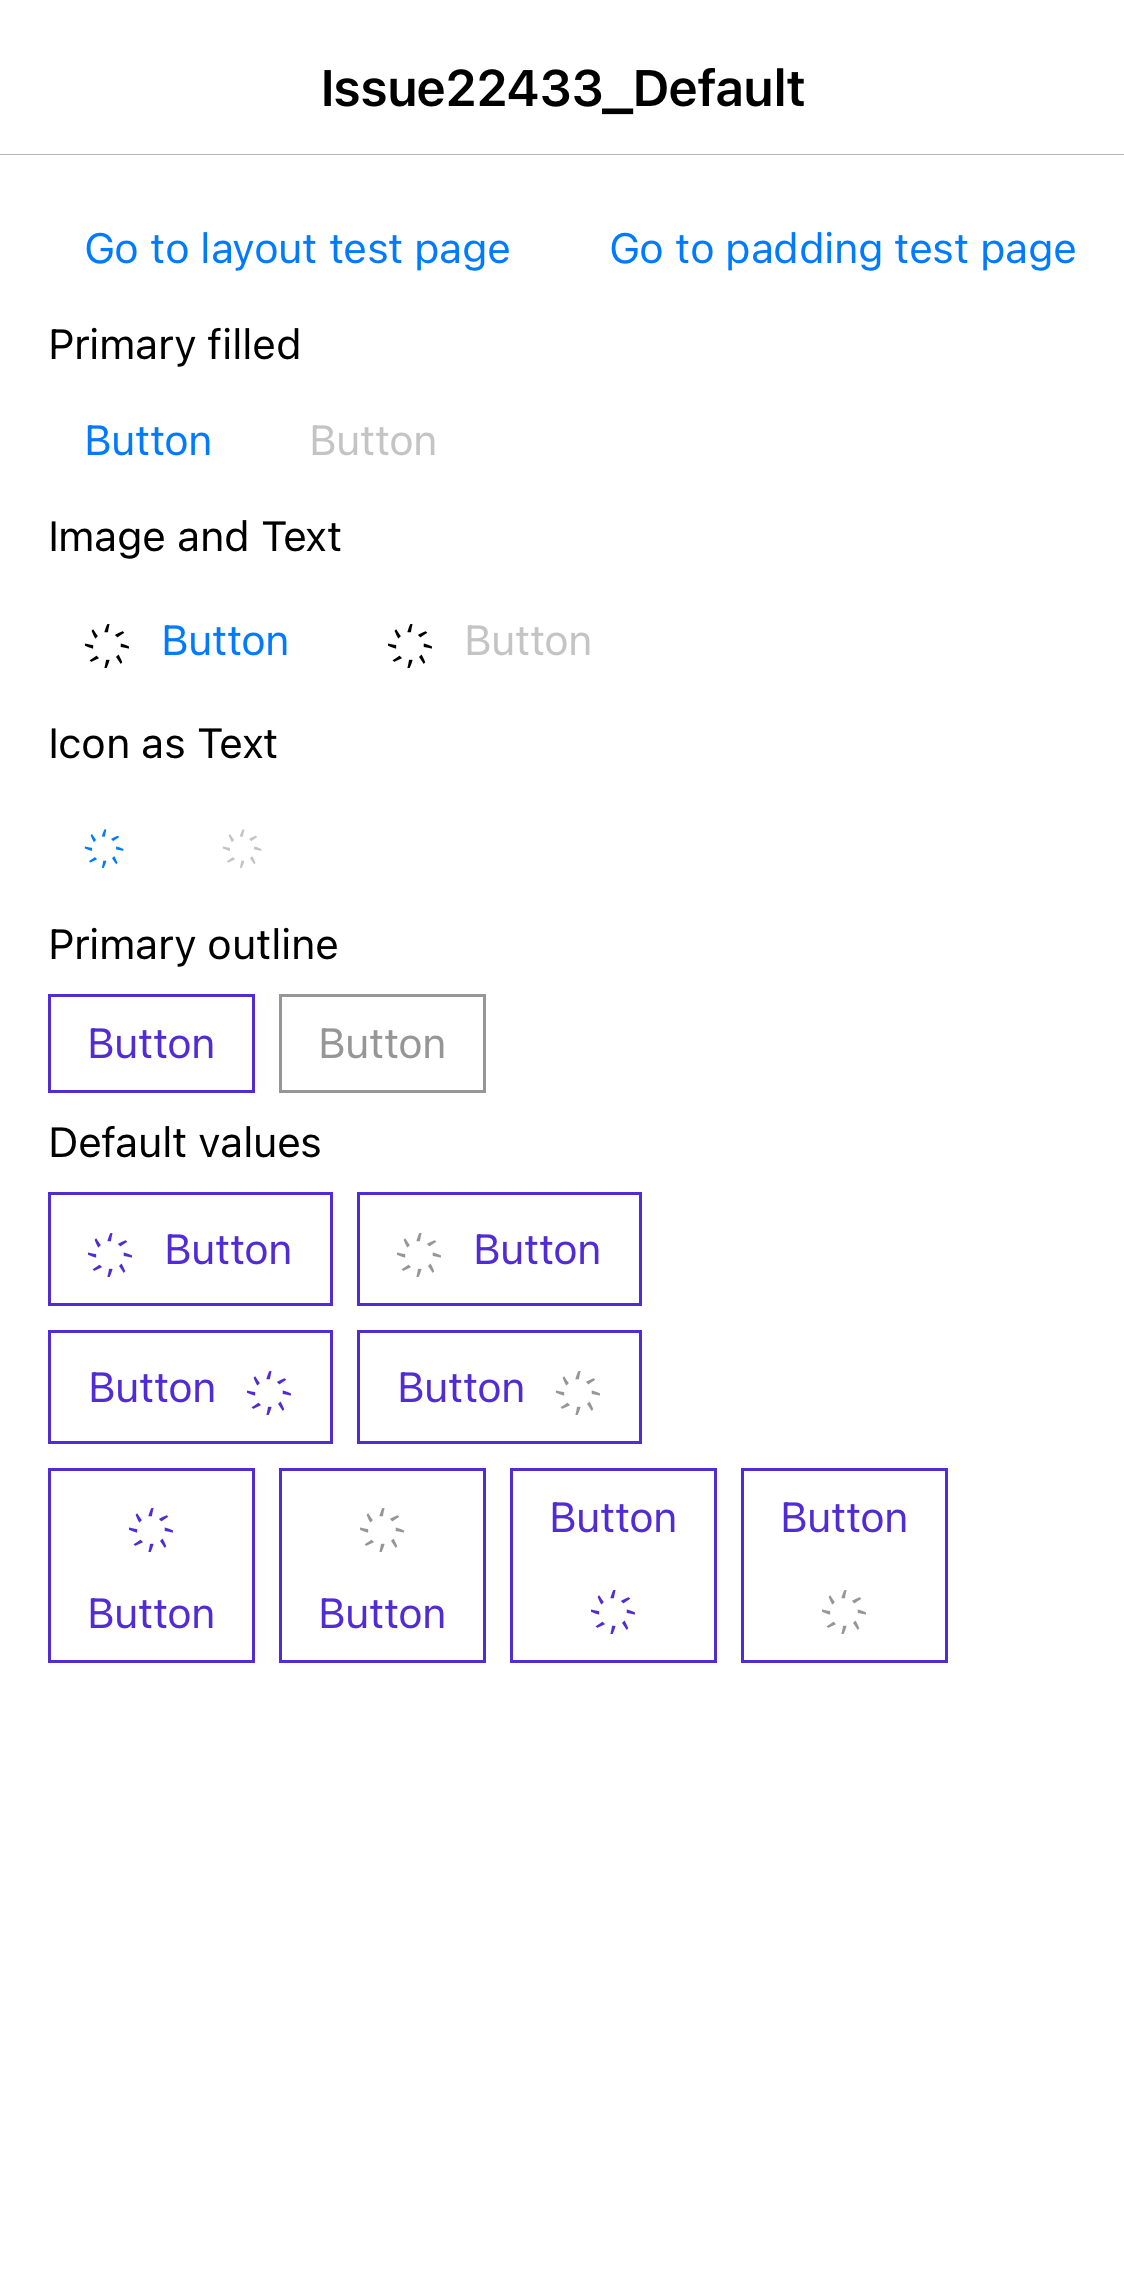 Issue22433_Default
Go to layout test page Go to padding test page
Primary filled
Button Button
Image and Text
Button Button
Icon as Text
Primary outline
Button Button
Default values
Button Button
Button Button
Button Button
Button Button